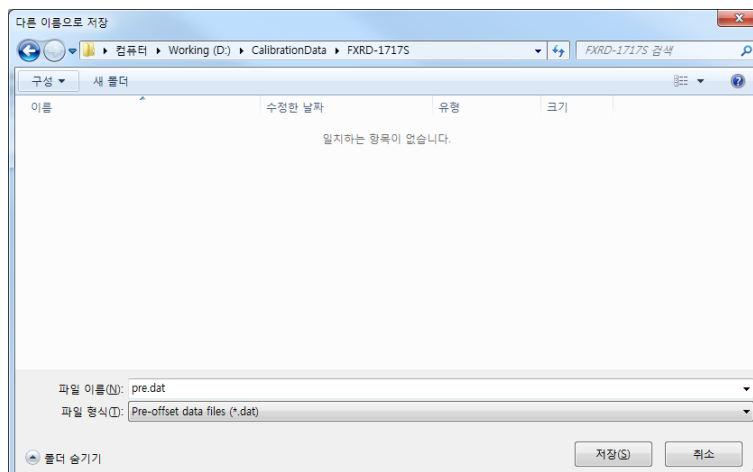 다른 이름으로 저장
컴퓨터 Working (D:) CalibrationData FXRD-1717S FXRD-1717S 검색
구성 새 폴더
이름 수정한 날짜 유형 크기
일치하는 항목이 없습니다.
파일 이름(N): pre.dat
파일 형식(T): Pre-offset data files (*.dat)
폴더 숨기기 저장(S) 취소